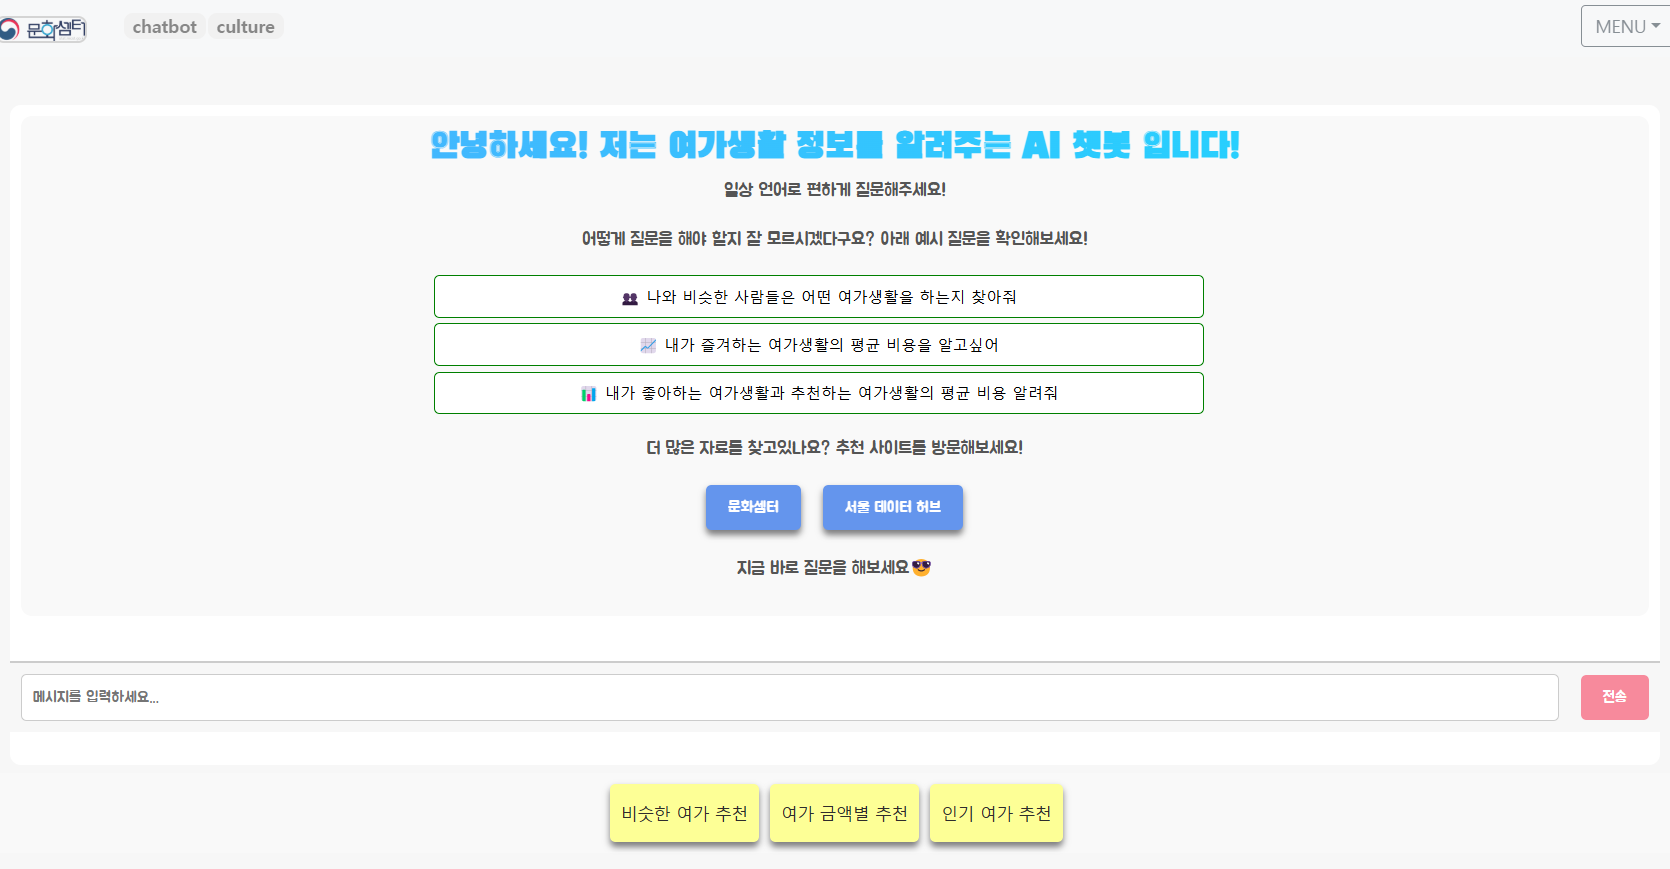 문화셈터 chatbot culture MENU
안녕하세요! 저는 여가생활 정보를 알려주는 AI 챗봇 입니다!
일상 언어로 편하게 질문해주세요!
어떻게 질문을 해야 할지 잘 모르시겠다구요? 아래 예시 질문을 확인해보세요!
👥 나와 비슷한 사람들은 어떤 여가생활을 하는지 찾아줘
📈 내가 즐겨하는 여가생활의 평균 비용을 알고싶어
📊 내가 좋아하는 여가생활과 추천하는 여가생활의 평균 비용 알려줘
더 많은 자료를 찾고있나요? 추천 사이트를 방문해보세요!
문화셈터 서울 데이터 허브
지금 바로 질문을 해보세요😎
메시지를 입력하세요... 전송
비슷한 여가 추천 여가 금액별 추천 인기 여가 추천